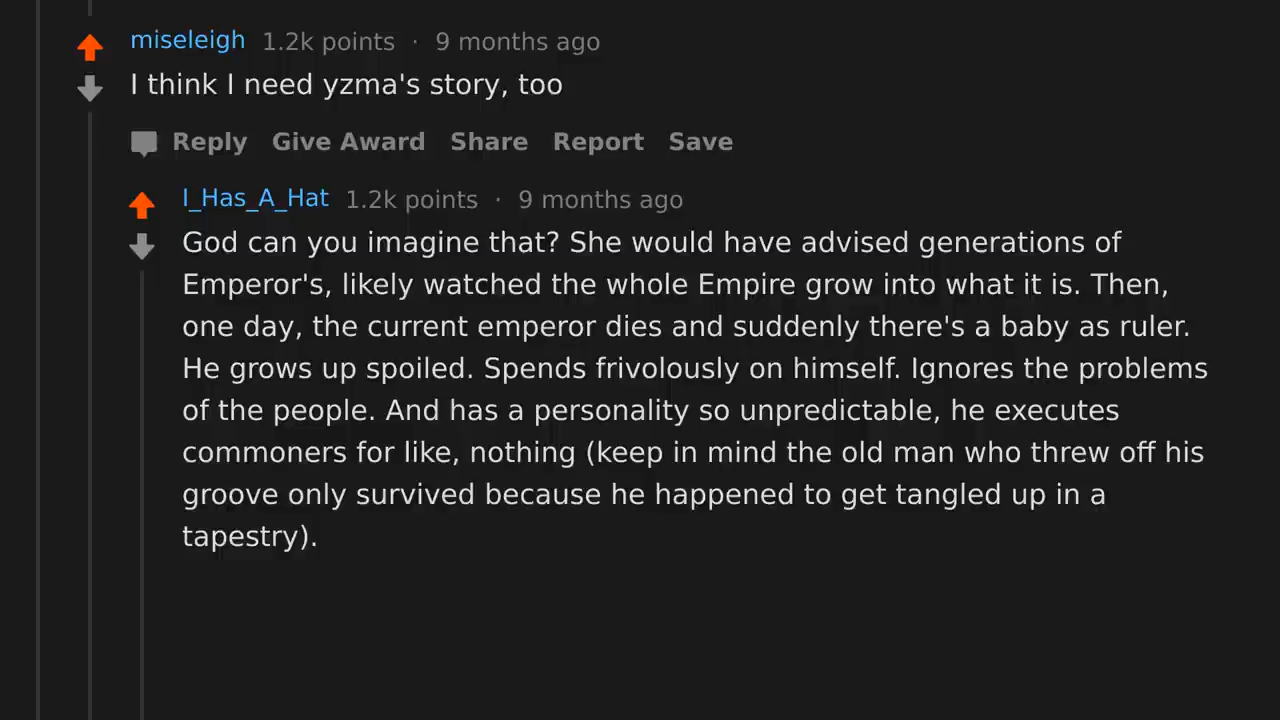 miseleigh 1.2k points · 9 months ago
I think I need yzma's story, too
Reply Give Award Share Report Save
I_Has_A_Hat 1.2k points · 9 months ago
God can you imagine that? She would have advised generations of
Emperor's, likely watched the whole Empire grow into what it is. Then,
one day, the current emperor dies and suddenly there's a baby as ruler.
He grows up spoiled. Spends frivolously on himself. Ignores the problems
of the people. And has a personality so unpredictable, he executes
commoners for like, nothing (keep in mind the old man who threw off his
groove only survived because he happened to get tangled up in a
tapestry).